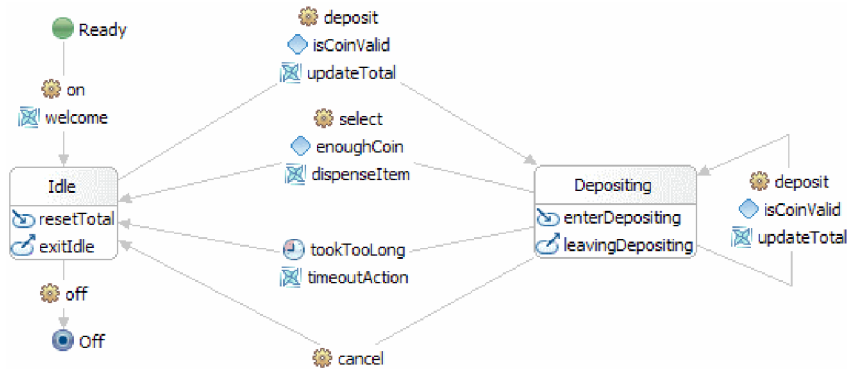 Ready
on
welcome
deposit
isCoinValid
updateTotal
select
enoughCoin
dispenseItem
Idle
resetTotal
exitIdle
Depositing
enterDepositing
leavingDepositing
deposit
isCoinValid
updateTotal
tookTooLong
timeoutAction
off
Off
cancel